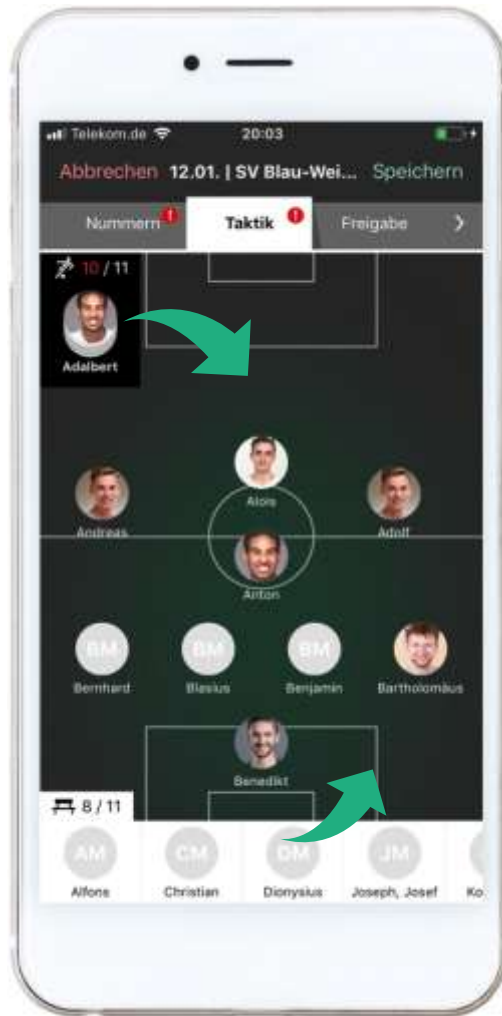 Telekom.de 20:03
Abbrechen 12.01. | SV Blau-Wei... Speichern
Nummern ! Taktik ! Freigabe
10 / 11
Adalbert
Alois
Andreas Adolf
Anton
BM BM BM
Bernhard Blasius Benjamin Bartholomäus
Benedikt
8 / 11
AM CM DM JM
Alfons Christian Dionysius Joseph, Josef Ko